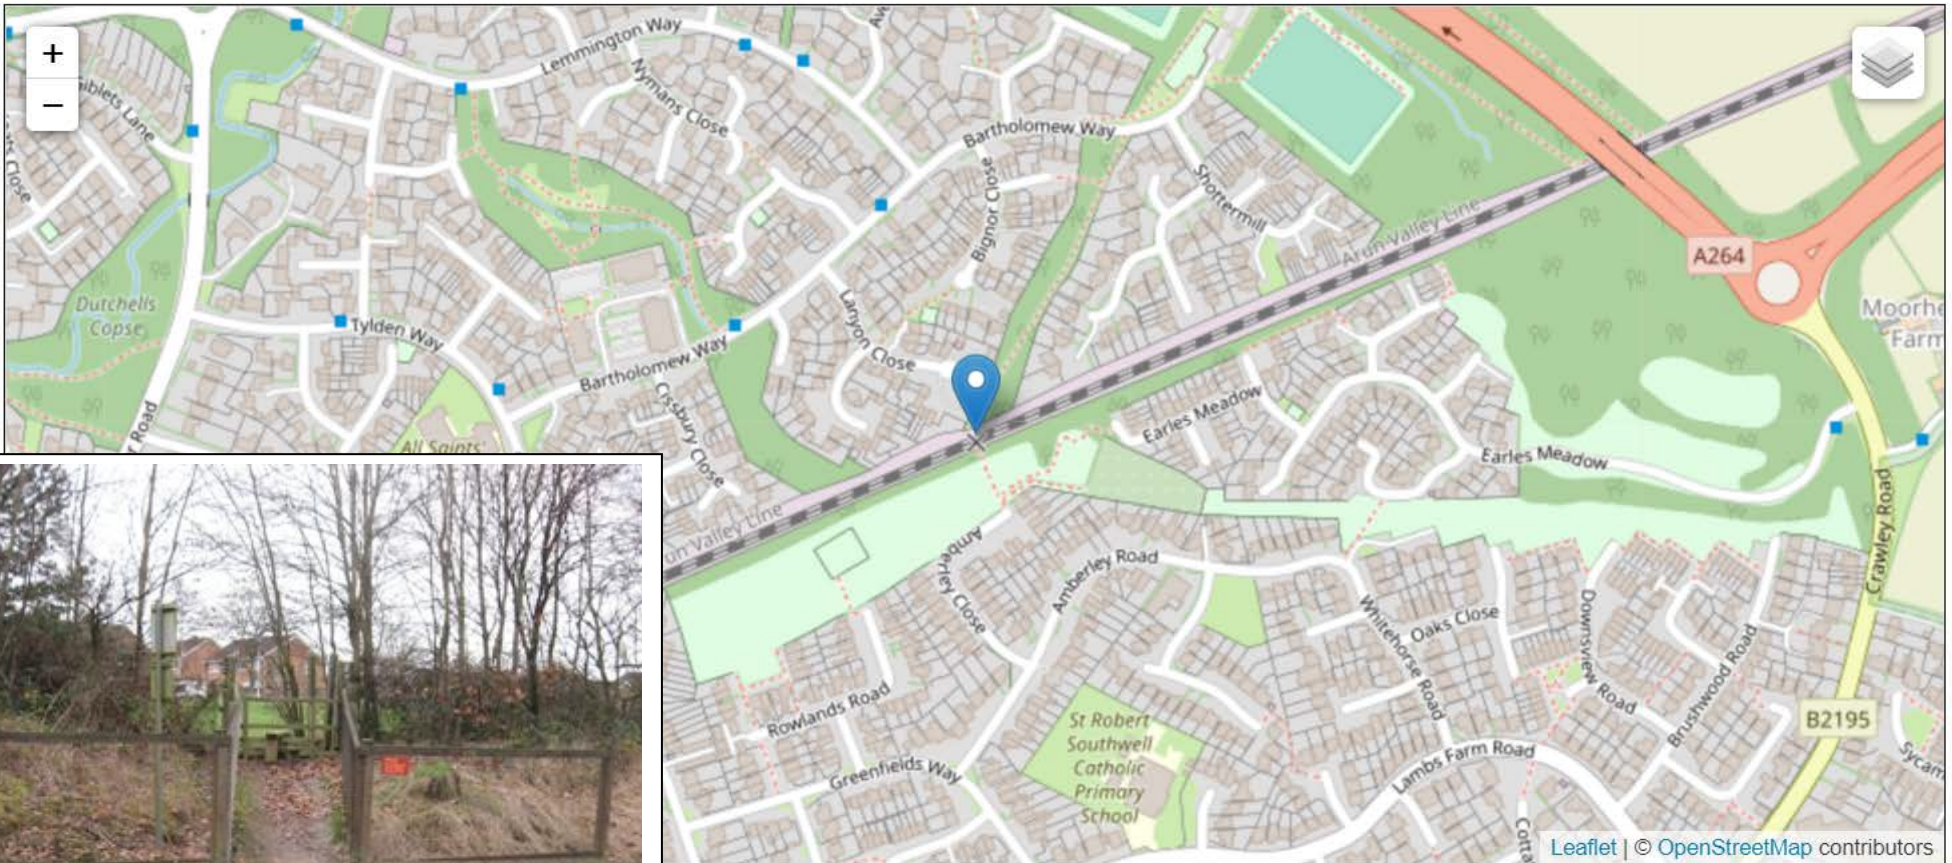 +
−
Lemmington Way
Nymans Close
Bartholomew Way
Bignor Close
Shottermill
Arun Valley Line
A264
Dutchells
Copse
Tylden Way
Lanyon Close
Bartholomew Way
Crissbury Close
Earles Meadow
Earles Meadow
All Saints'
Road
Amberley Close
Amberley Road
Whitehorse Road
Oaks Close
Downsview Road
Brushwood Road
Crawley Road
B2195
Rowlands Road
Greenfields Way
St Robert
Southwell
Catholic
Primary
School
Lambs Farm Road
Leaflet | © OpenStreetMap contributors